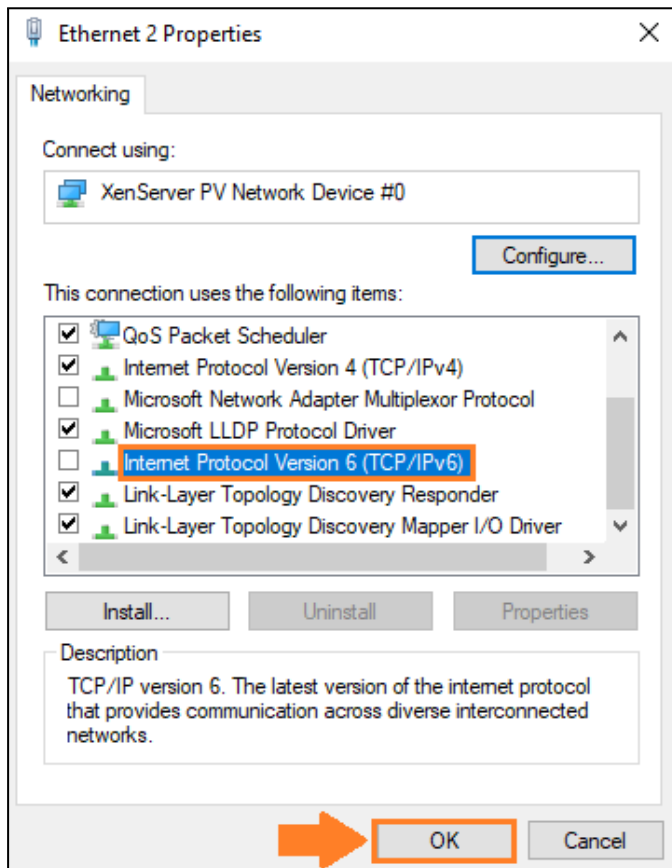 Ethernet 2 Properties
Networking
Connect using:
XenServer PV Network Device #0
Configure...
This connection uses the following items:
QoS Packet Scheduler
Internet Protocol Version 4 (TCP/IPv4)
Microsoft Network Adapter Multiplexor Protocol
Microsoft LLDP Protocol Driver
Internet Protocol Version 6 (TCP/IPv6)
Link-Layer Topology Discovery Responder
Link-Layer Topology Discovery Mapper I/O Driver
Install...
Uninstall
Properties
Description
TCP/IP version 6. The latest version of the internet protocol
that provides communication across diverse interconnected
networks.
OK
Cancel